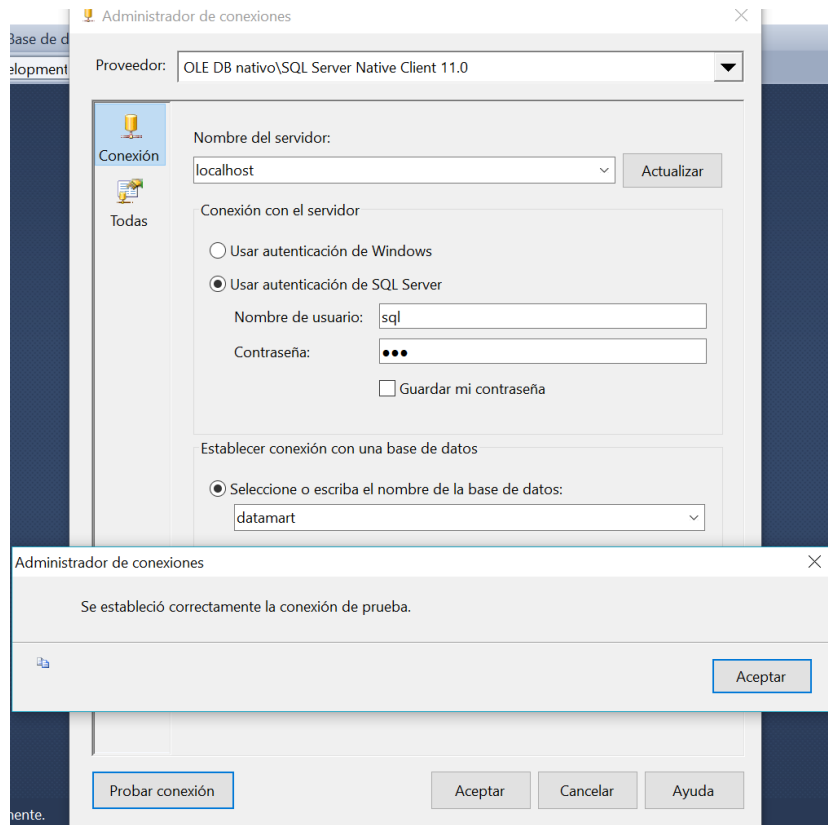 Administrador de conexiones
Base de d
elopment
Proveedor: OLE DB nativo\SQL Server Native Client 11.0
Conexión
Todas
Nombre del servidor:
localhost
Actualizar
Conexión con el servidor
Usar autenticación de Windows
Usar autenticación de SQL Server
Nombre de usuario: sql
Contraseña: ●●●
Guardar mi contraseña
Establecer conexión con una base de datos
Seleccione o escriba el nombre de la base de datos:
datamart
Administrador de conexiones
Se estableció correctamente la conexión de prueba.
Aceptar
Probar conexión
Aceptar
Cancelar
Ayuda
nente.